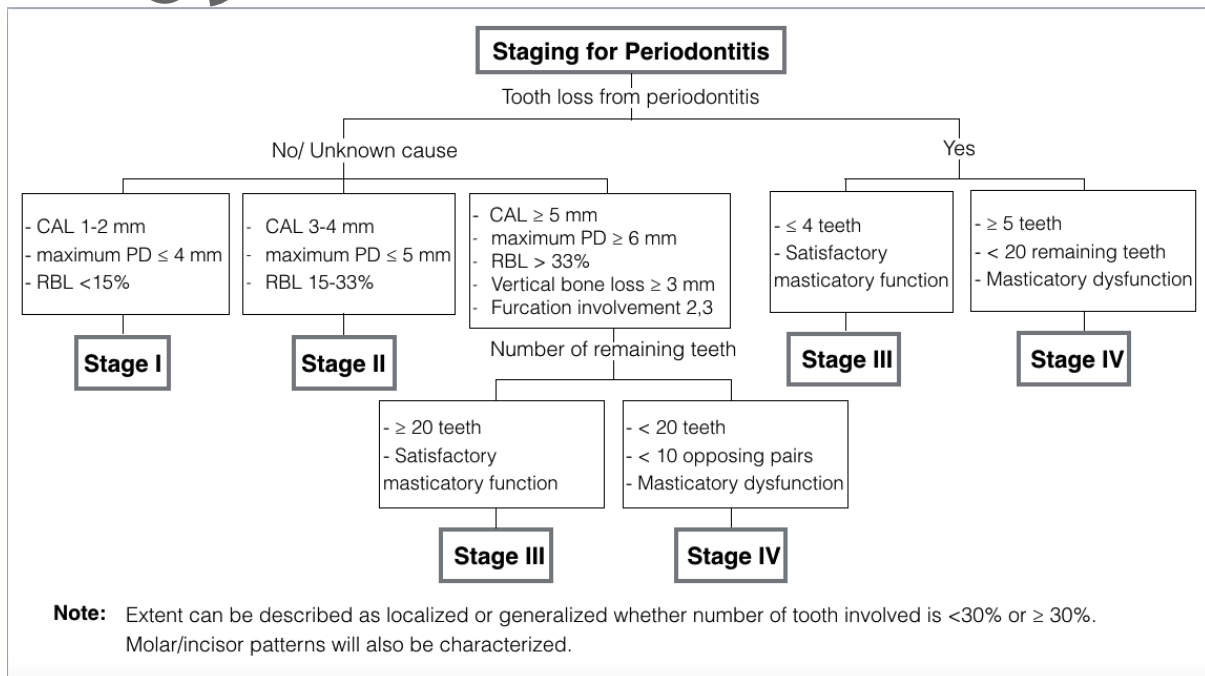 Staging for Periodontitis
Tooth loss from periodontitis
No/ Unknown cause
Yes
- CAL 1-2 mm
- maximum PD ≤ 4 mm
- RBL <15%
- CAL 3-4 mm
- maximum PD ≤ 5 mm
- RBL 15-33%
- CAL ≥ 5 mm
- maximum PD ≥ 6 mm
- RBL > 33%
- Vertical bone loss ≥ 3 mm
- Furcation involvement 2,3
- ≤ 4 teeth
- Satisfactory
masticatory function
- ≥ 5 teeth
- < 20 remaining teeth
- Masticatory dysfunction
Stage I
Stage II
Number of remaining teeth
Stage III
Stage IV
- ≥ 20 teeth
- Satisfactory
masticatory function
- < 20 teeth
- < 10 opposing pairs
- Masticatory dysfunction
Stage III
Stage IV
Note: Extent can be described as localized or generalized whether number of tooth involved is <30% or ≥ 30%.
Molar/incisor patterns will also be characterized.